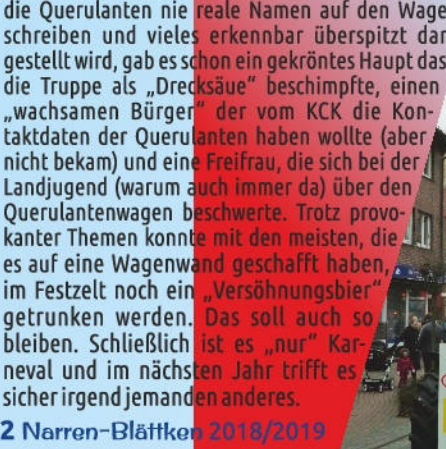 die Querulanten nie reale Namen auf den Wage
schreiben und vieles erkennbar überspitzt dar
gestellt wird, gab es schon ein gekröntes Haupt das
die Truppe als „Drecksäue“ beschimpfte, einen
„wachsamen Bürger“ der vom KCK die Kon-
taktdaten der Querulanten haben wollte (aber
nicht bekam) und eine Freifrau, die sich bei der
Landjugend (warum auch immer da) über den
Querulantenwagen beschwerte. Trotz provo-
kanter Themen konnte mit den meisten, die
es auf eine Wagenwand geschafft haben,
im Festzelt noch ein „Versöhnungsbier“
getrunken werden. Das soll auch so
bleiben. Schließlich ist es „nur“ Kar-
neval und im nächsten Jahr trifft es
sicher irgend jemanden anderes.
2 Narren-Blättken 2018/2019